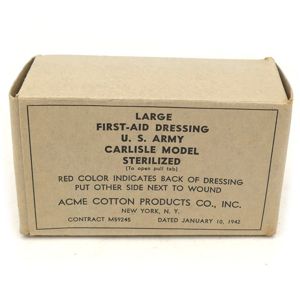 LARGE
FIRST-AID DRESSING
U. S. ARMY
CARLISLE MODEL
STERILIZED
(To open pull tab)
RED COLOR INDICATES BACK OF DRESSING
PUT OTHER SIDE NEXT TO WOUND
ACME COTTON PRODUCTS CO., INC.
NEW YORK, N. Y.
CONTRACT M59245 DATED JANUARY 10, 1942